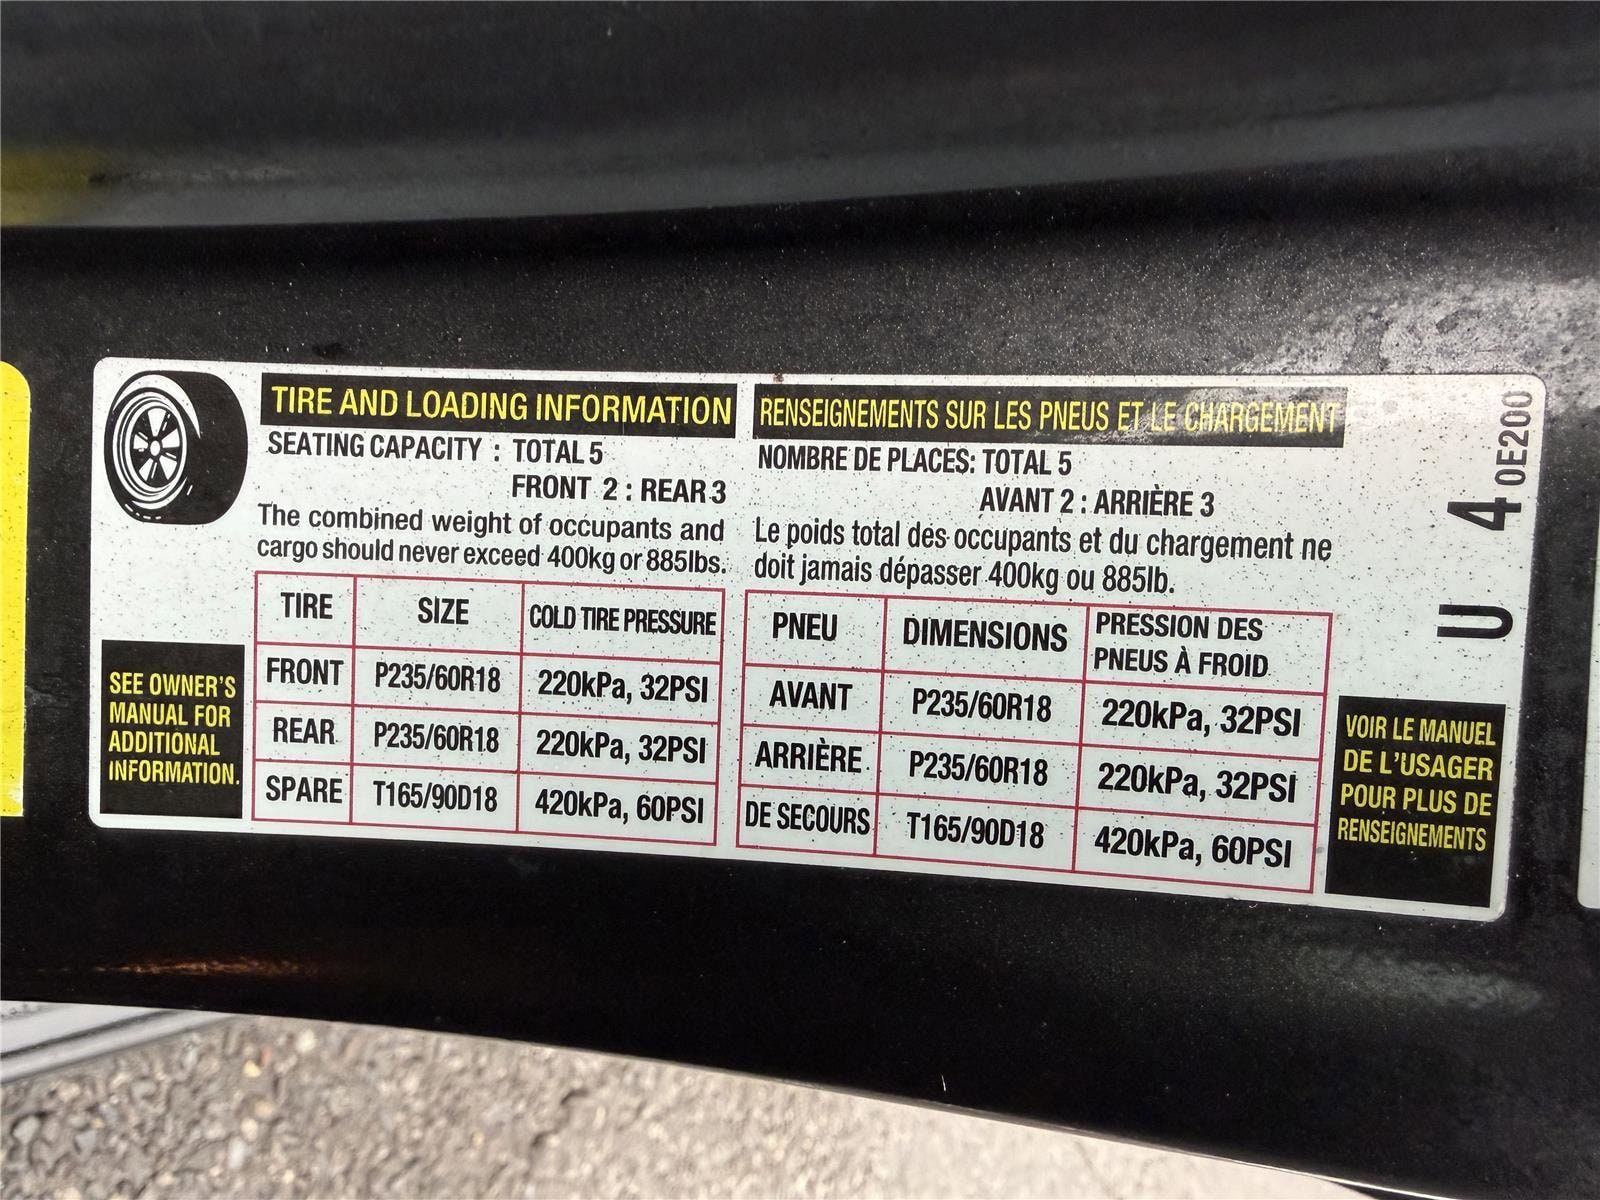 TIRE AND LOADING INFORMATION
SEATING CAPACITY : TOTAL 5
FRONT 2 : REAR 3
The combined weight of occupants and
cargo should never exceed 400kg or 885lbs.
TIRE SIZE COLD TIRE PRESSURE
FRONT P235/60R18 220kPa, 32PSI
REAR P235/60R18 220kPa, 32PSI
SPARE T165/90D18 420kPa, 60PSI
SEE OWNER'S
MANUAL FOR
ADDITIONAL
INFORMATION.
RENSEIGNEMENTS SUR LES PNEUS ET LE CHARGEMENT
NOMBRE DE PLACES: TOTAL 5
AVANT 2 : ARRIÈRE 3
Le poids total des occupants et du chargement ne
doit jamais dépasser 400kg ou 885lb.
PNEU DIMENSIONS PRESSION DES
PNEUS À FROID
AVANT P235/60R18 220kPa, 32PSI
ARRIÈRE P235/60R18 220kPa, 32PSI
DE SECOURS T165/90D18 420kPa, 60PSI
VOIR LE MANUEL
DE L'USAGER
POUR PLUS DE
RENSEIGNEMENTS
U 4 0E200